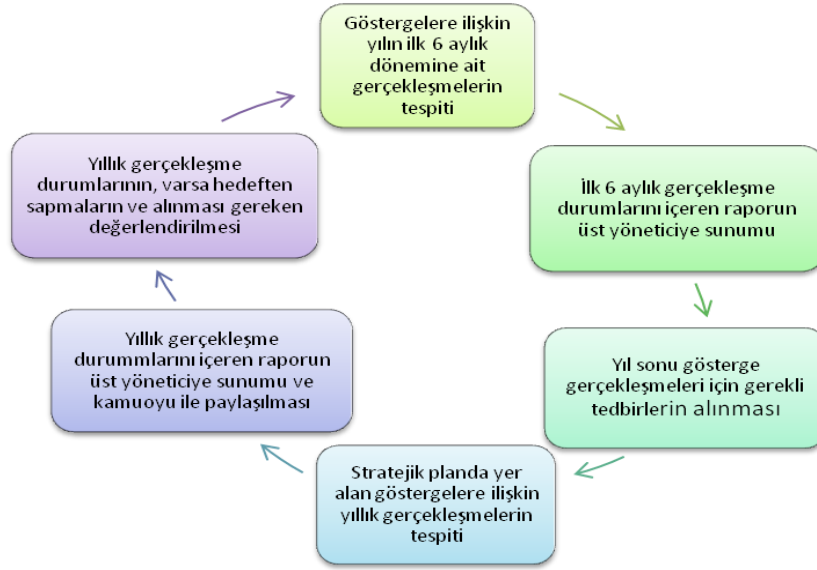 Göstergelere ilişkin
yılın ilk 6 aylık
dönemine ait
gerçekleşmelerin
tespiti
İlk 6 aylık gerçekleşme
durumlarını içeren raporun
üst yöneticiye sunumu
Yıl sonu gösterge
gerçekleşmeleri için gerekli
tedbirlerin alınması
Stratejik planda yer
alan göstergelere ilişkin
yıllık gerçekleşmelerin
tespiti
Yıllık gerçekleşme
durummlarını içeren raporun
üst yöneticiye sunumu ve
kamuoyu ile paylaşılması
Yıllık gerçekleşme
durumlarının, varsa hedeften
sapmaların ve alınması gereken
değerlendirilmesi